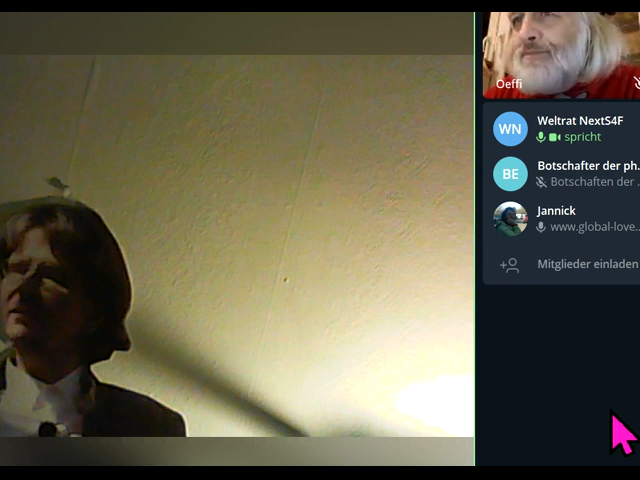 Oeffi
WN
Weltrat NextS4F
spricht
BE
Botschafter der ph...
Botschaften der ...
Jannick
www.global-love...
Mitglieder einladen